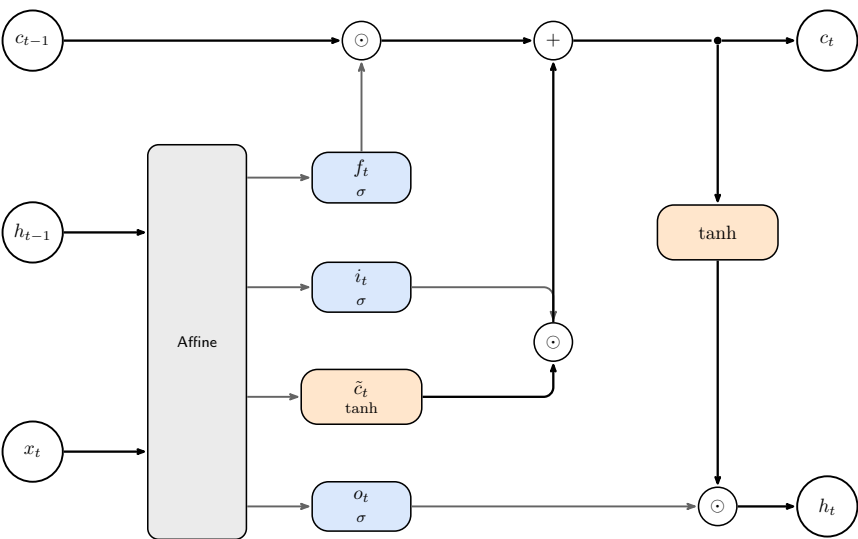 c_{t−1}
⊙
+
c_t
f_t
σ
h_{t−1}
tanh
i_t
σ
Affine
⊙
c̃_t
tanh
x_t
o_t
σ
⊙
h_t